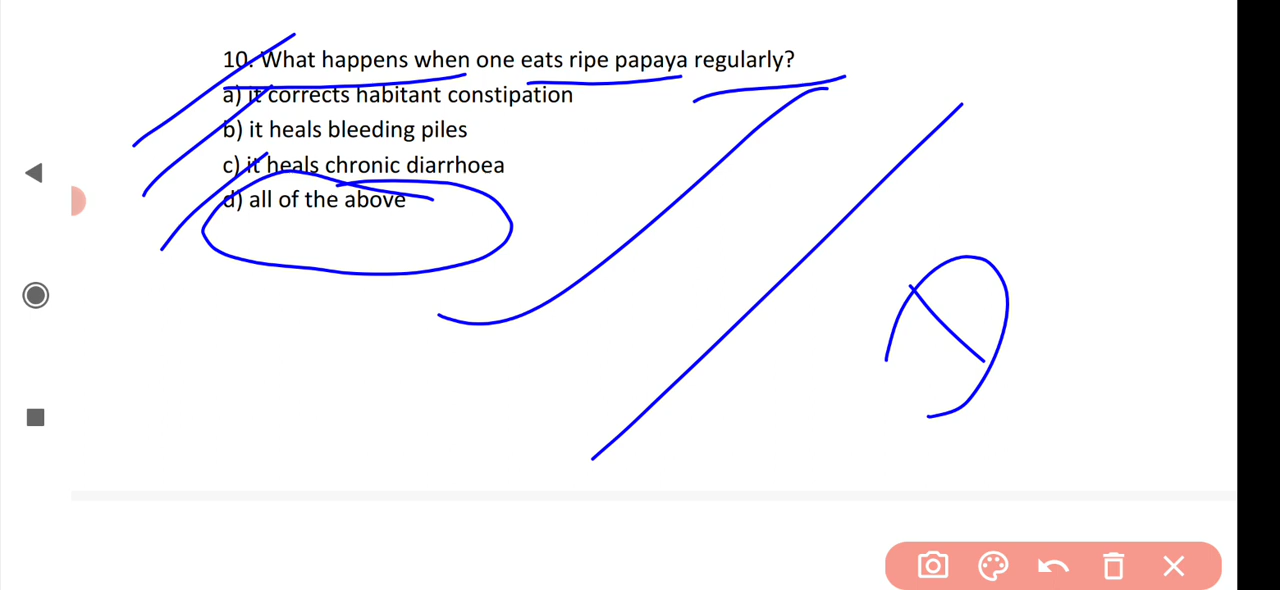 10. What happens when one eats ripe papaya regularly?
a) it corrects habitant constipation
b) it heals bleeding piles
c) it heals chronic diarrhoea
d) all of the above